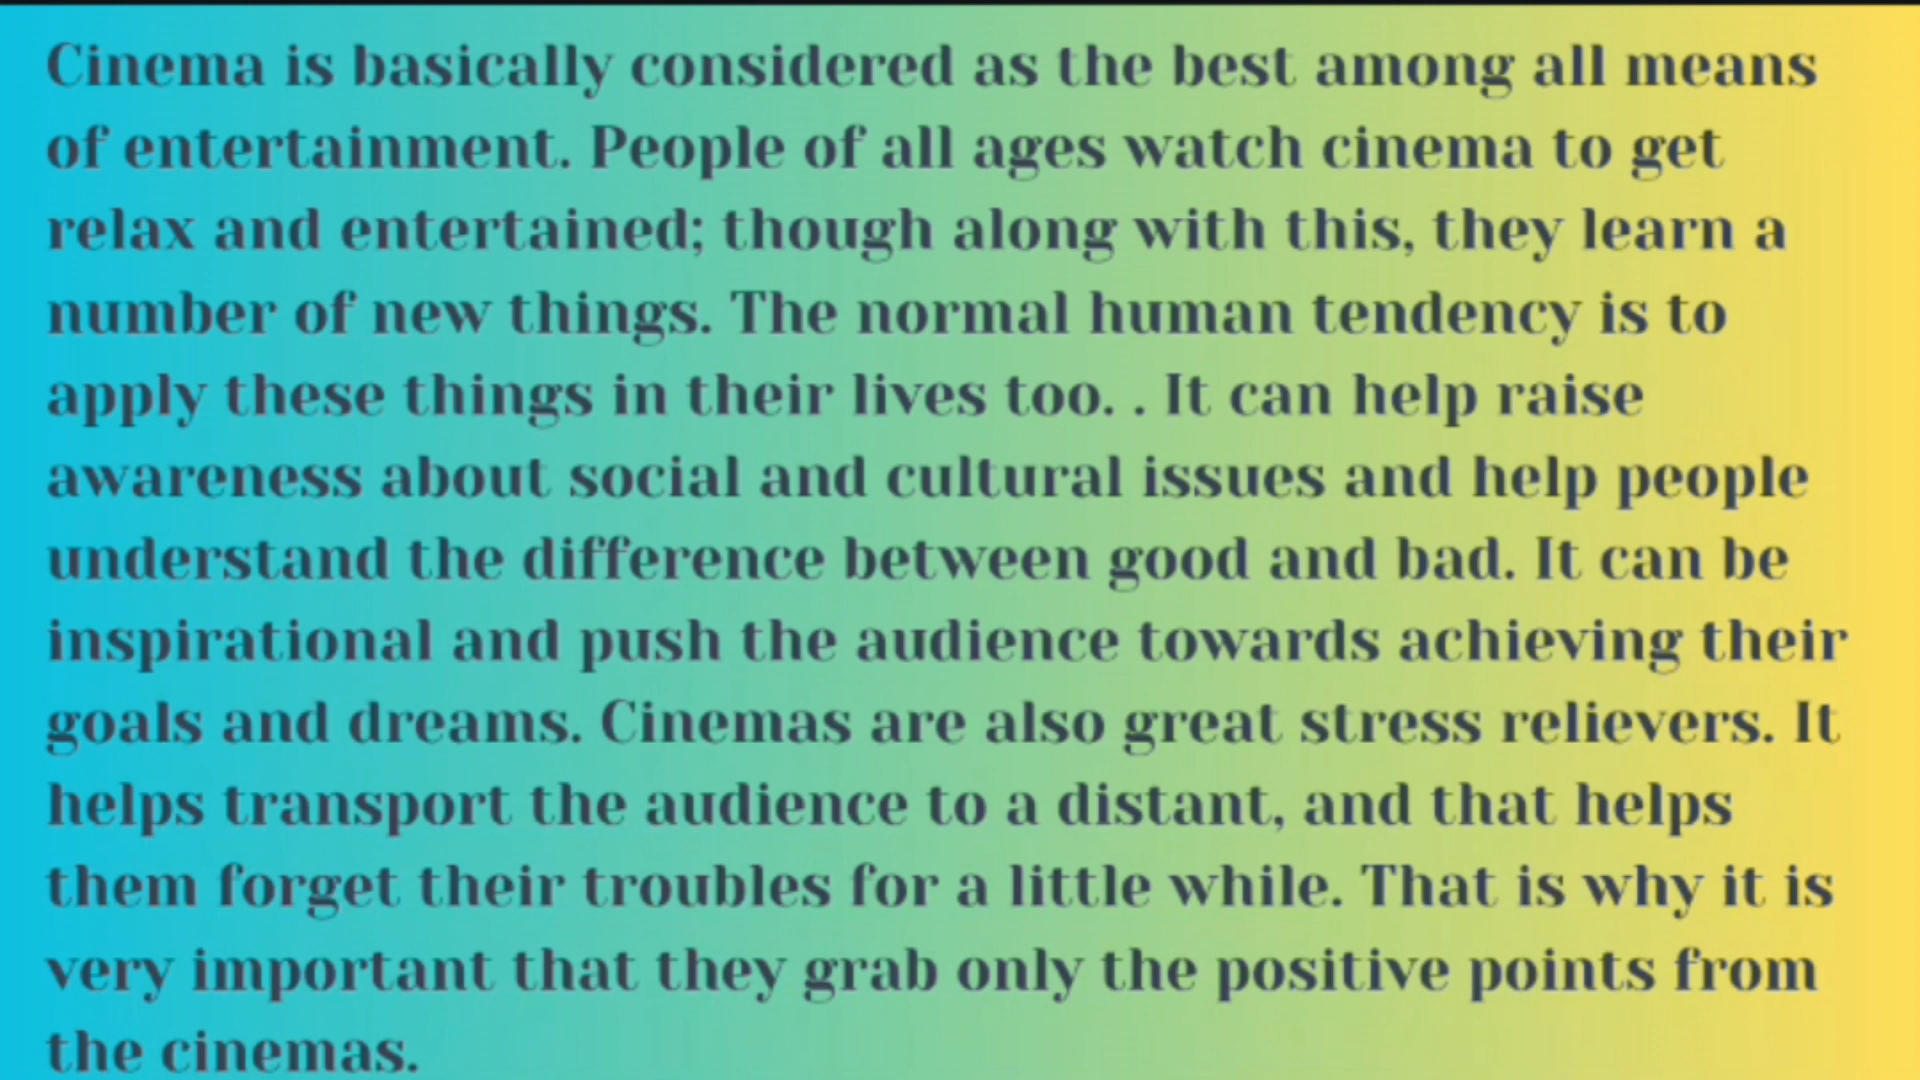 Cinema is basically considered as the best among all means
of entertainment. People of all ages watch cinema to get
relax and entertained; though along with this, they learn a
number of new things. The normal human tendency is to
apply these things in their lives too. . It can help raise
awareness about social and cultural issues and help people
understand the difference between good and bad. It can be
inspirational and push the audience towards achieving their
goals and dreams. Cinemas are also great stress relievers. It
helps transport the audience to a distant, and that helps
them forget their troubles for a little while. That is why it is
very important that they grab only the positive points from
the cinemas.